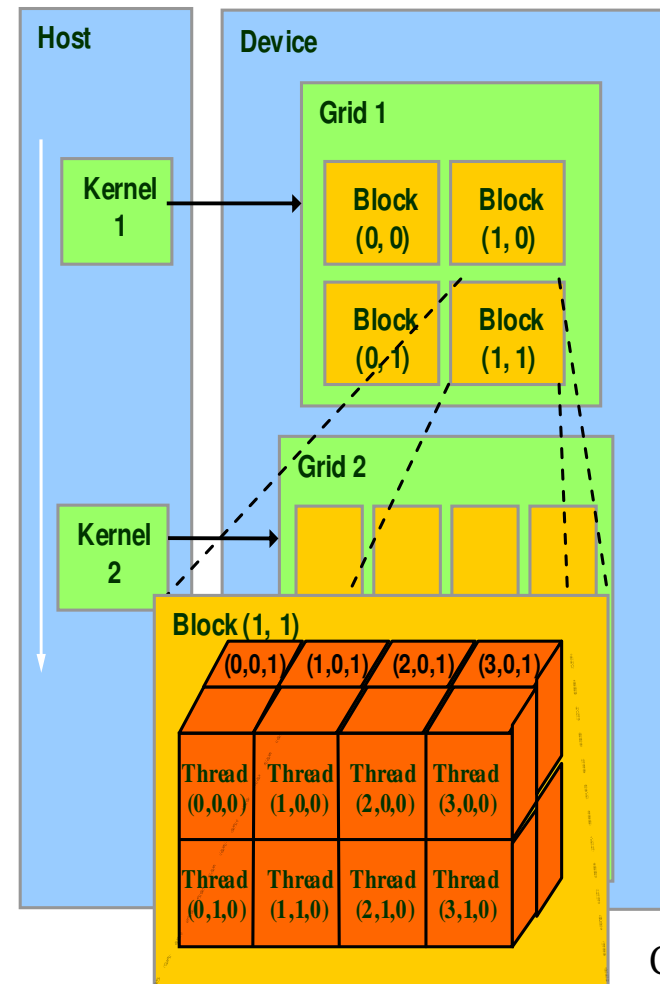 Host
Device
Grid 1
Kernel
1
Block
(0, 0)
Block
(1, 0)
Block
(0, 1)
Block
(1, 1)
Grid 2
Kernel
2
Block (1, 1)
(0,0,1) (1,0,1) (2,0,1) (3,0,1)
Thread
(0,0,0)
Thread
(1,0,0)
Thread
(2,0,0)
Thread
(3,0,0)
Thread
(0,1,0)
Thread
(1,1,0)
Thread
(2,1,0)
Thread
(3,1,0)